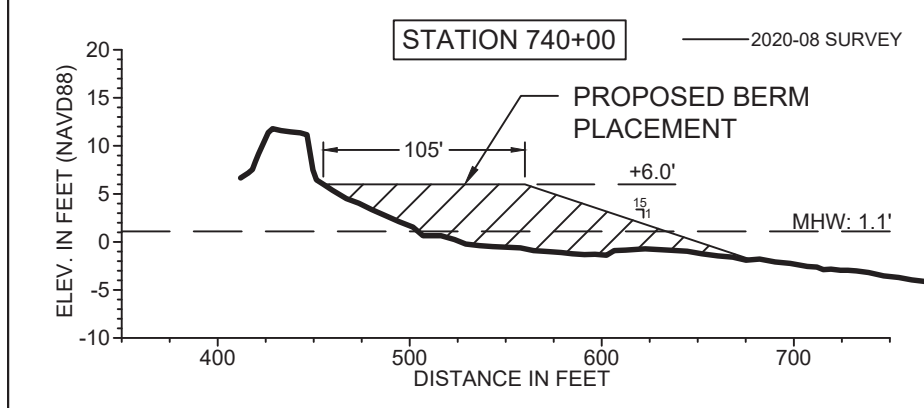 STATION 740+00
2020-08 SURVEY
PROPOSED BERM
PLACEMENT
105'
+6.0'
15
1
MHW: 1.1'
ELEV. IN FEET (NAVD88)
20
15
10
5
0
-5
-10
400 500 600 700
DISTANCE IN FEET